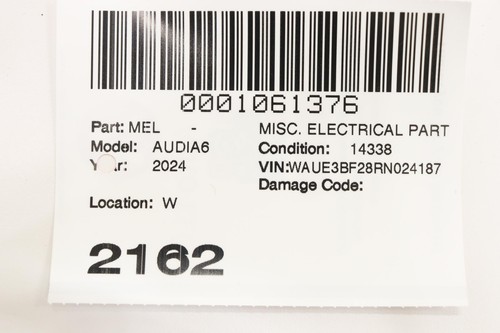 0001061376
Part: MEL - MISC. ELECTRICAL PART
Model: AUDIA6 Condition: 14338
2024 VIN:WAUE3BF28RN024187
Damage Code:
Location: W
2162